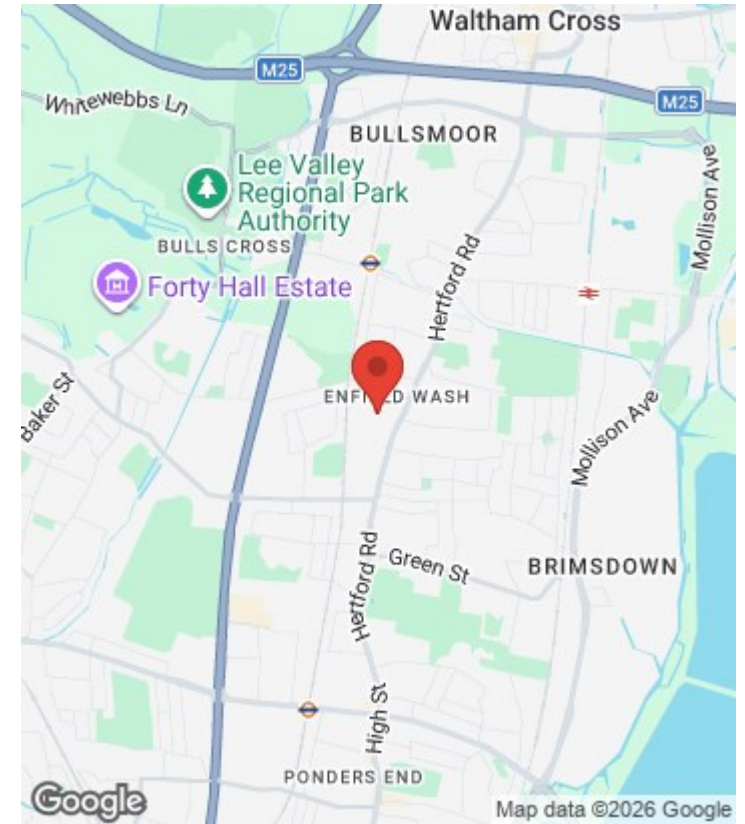 Waltham Cross
M25
M25
Whitewebbs Ln
BULLSMOOR
Lee Valley
Regional Park
Authority
Mollison Ave
BULLS CROSS
Hertford Rd
Forty Hall Estate
ENFIELD WASH
Baker St
Mollison Ave
Hertford Rd
Green St
BRIMSDOWN
High St
PONDERS END
Google
Map data ©2026 Google